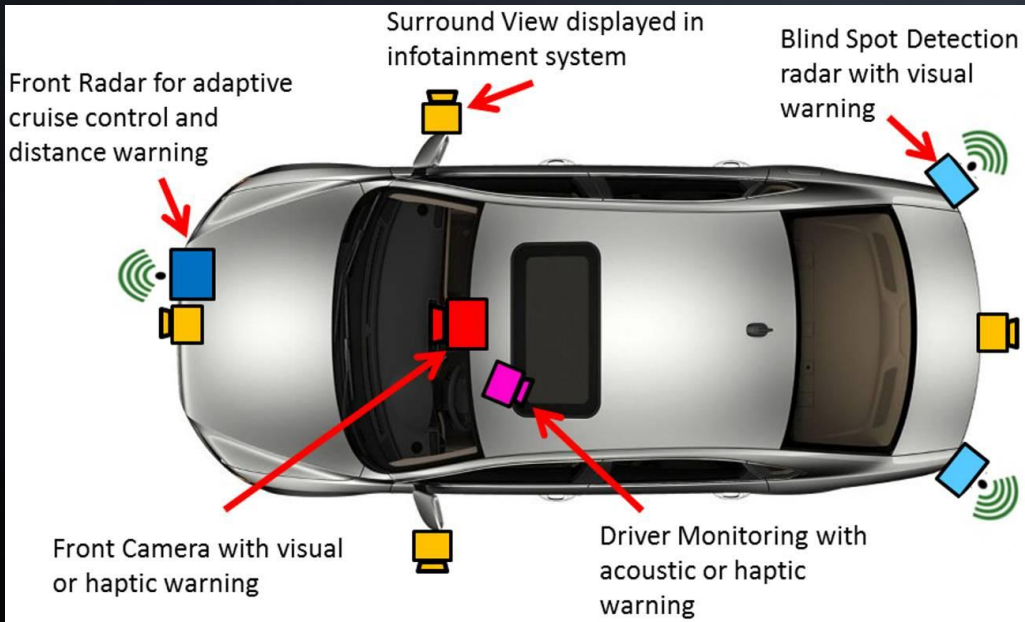 Surround View displayed in
infotainment system
Blind Spot Detection
radar with visual
warning
Front Radar for adaptive
cruise control and
distance warning
Front Camera with visual
or haptic warning
Driver Monitoring with
acoustic or haptic
warning